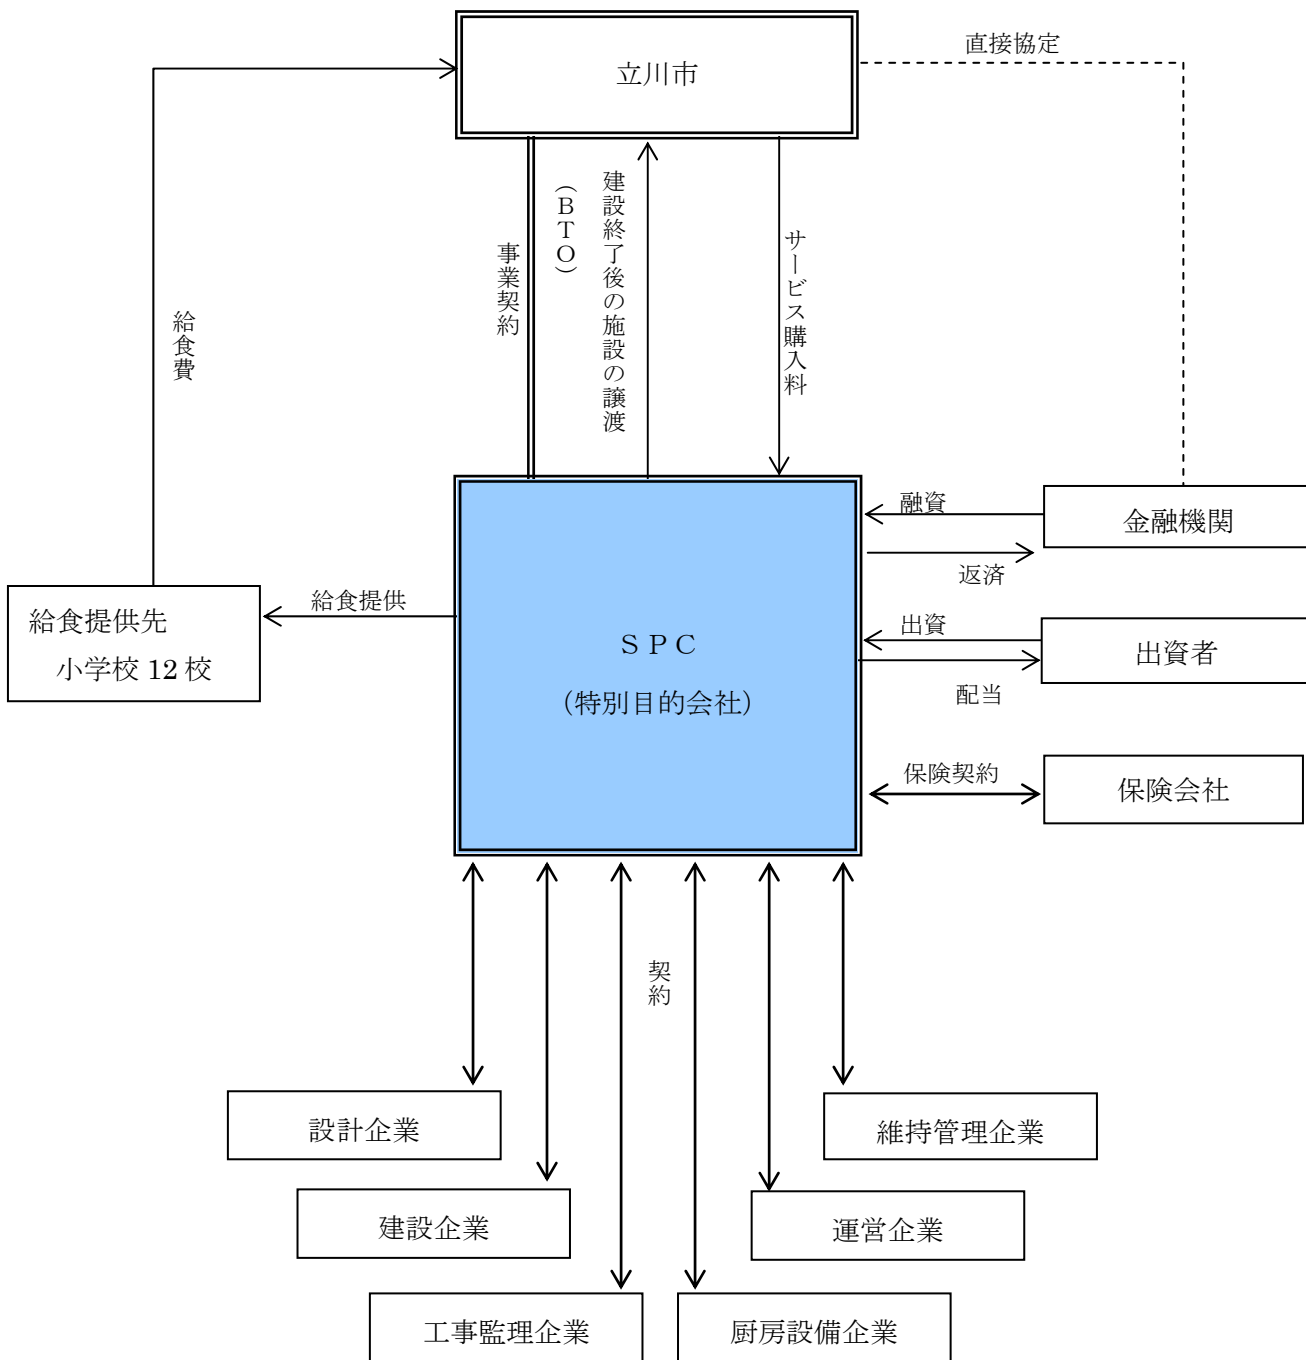 直接協定
立川市
(BTO)
建設終了後の施設の譲渡
事業契約
サービス購入料
給食費
融資
金融機関
返済
給食提供先
小学校 12 校
給食提供
出資
出資者
ＳＰＣ
(特別目的会社)
配当
保険契約
保険会社
契約
設計企業
維持管理企業
建設企業
運営企業
工事監理企業
厨房設備企業